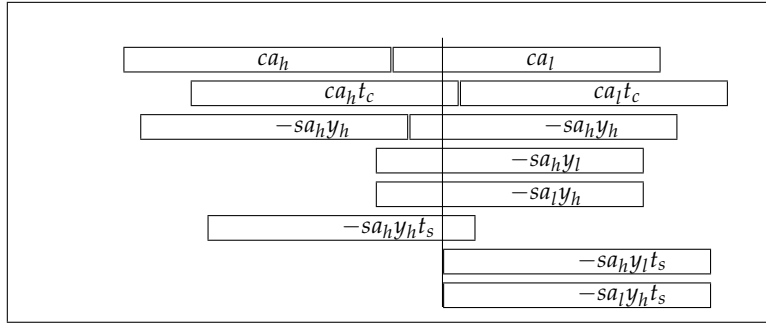 ca_h ca_l
ca_h t_c ca_l t_c
−sa_h y_h −sa_h y_h
−sa_h y_l
−sa_l y_h
−sa_h y_h t_s
−sa_h y_l t_s
−sa_l y_h t_s